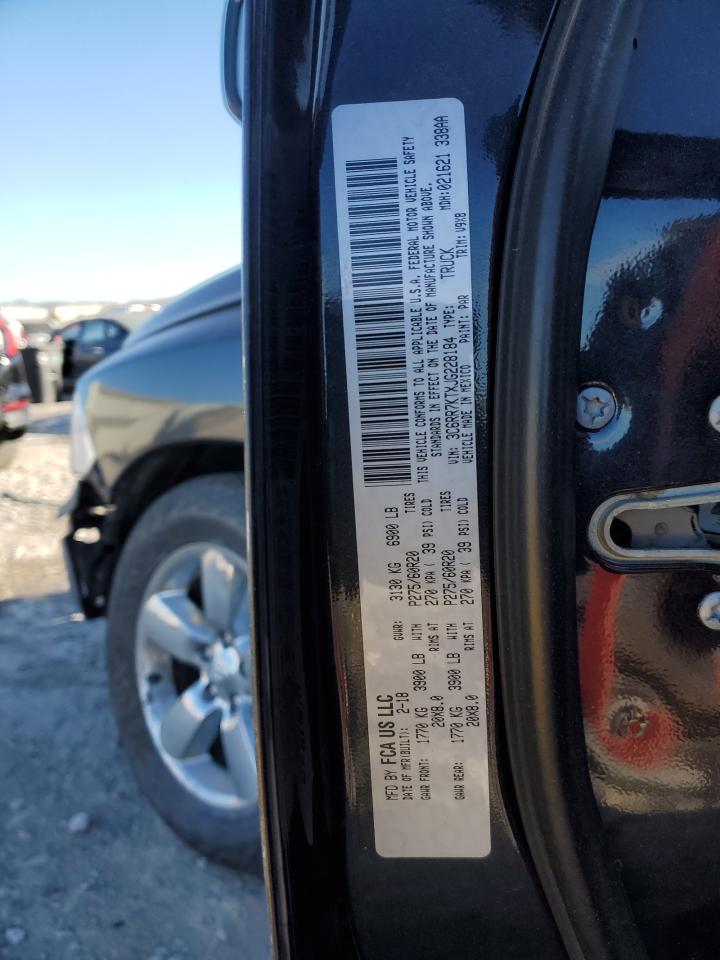 MFD BY FCA US LLC
DATE OF MFR(BUILT): 2-18 GVWR: 3130 KG 6900 LB
GAWR FRONT: 1770 KG 3900 LB WITH P275/60R20 TIRES
20X8.0 RIMS AT 270 KPA ( 39 PSI) COLD
GAWR REAR: 1770 KG 3900 LB WITH P275/60R20 TIRES
20X8.0 RIMS AT 270 KPA ( 39 PSI) COLD
THIS VEHICLE CONFORMS TO ALL APPLICABLE U.S.A. FEDERAL MOTOR VEHICLE SAFETY
STANDARDS IN EFFECT ON THE DATE OF MANUFACTURE SHOWN ABOVE.
VIN: 3C6RR7KTXJG228184 TYPE: TRUCK MDH:021621 338AA
VEHICLE MADE IN MEXICO PAINT: PAR TRIM: V9X8